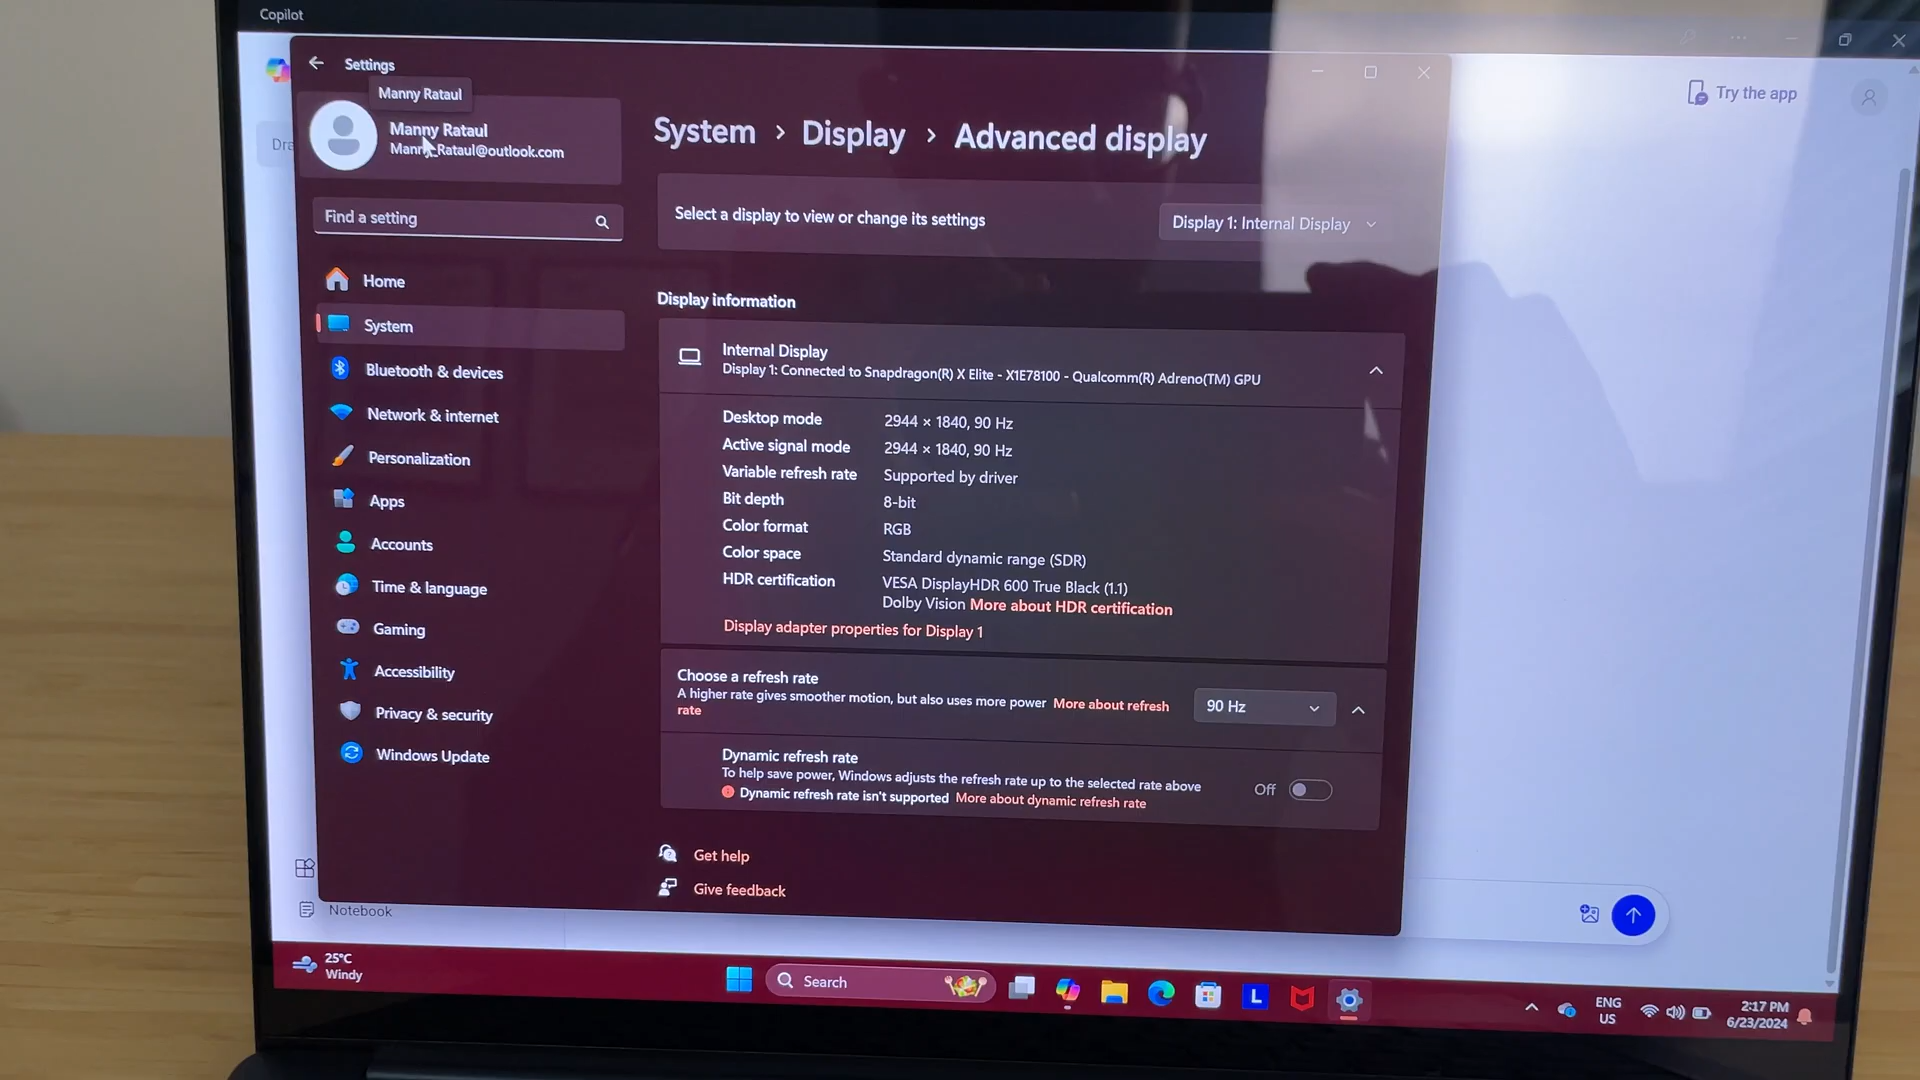 Copilot
Settings
Manny Rataul
Manny Rataul
Manny_Rataul@outlook.com
Find a setting
Home
System
Bluetooth & devices
Network & internet
Personalization
Apps
Accounts
Time & language
Gaming
Accessibility
Privacy & security
Windows Update
System > Display > Advanced display
Select a display to view or change its settings
Display 1: Internal Display
Display information
Internal Display
Display 1: Connected to Snapdragon(R) X Elite - X1E78100 - Qualcomm(R) Adreno(TM) GPU
Desktop mode 2944 × 1840, 90 Hz
Active signal mode 2944 × 1840, 90 Hz
Variable refresh rate Supported by driver
Bit depth 8-bit
Color format RGB
Color space Standard dynamic range (SDR)
HDR certification VESA DisplayHDR 600 True Black (1.1)
Dolby Vision More about HDR certification
Display adapter properties for Display 1
Choose a refresh rate
A higher rate gives smoother motion, but also uses more power More about refresh
rate
90 Hz
Dynamic refresh rate
To help save power, Windows adjusts the refresh rate up to the selected rate above
Dynamic refresh rate isn't supported More about dynamic refresh rate
Off
Get help
Give feedback
Try the app
Dra
Notebook
25°C
Windy
Search
L
ENG
US
2:17 PM
6/23/2024